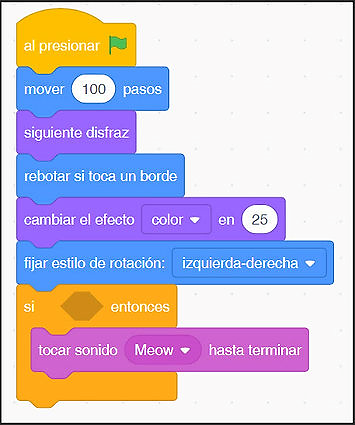 al presionar
mover 100 pasos
siguiente disfraz
rebotar si toca un borde
cambiar el efecto color en 25
fijar estilo de rotación: izquierda-derecha
si entonces
tocar sonido Meow hasta terminar